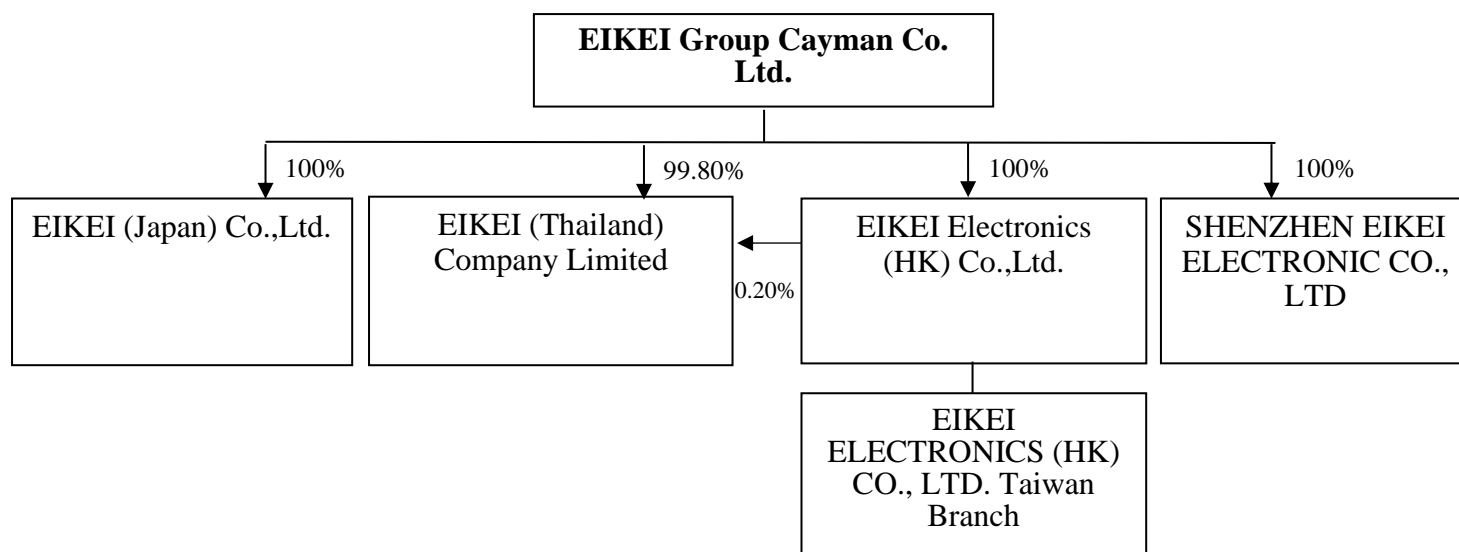 EIKEI Group Cayman Co.
Ltd.
100%
99.80%
100%
100%
EIKEI (Japan) Co.,Ltd.
EIKEI (Thailand)
Company Limited
0.20%
EIKEI Electronics
(HK) Co.,Ltd.
SHENZHEN EIKEI
ELECTRONIC CO.,
LTD
EIKEI
ELECTRONICS (HK)
CO., LTD. Taiwan
Branch